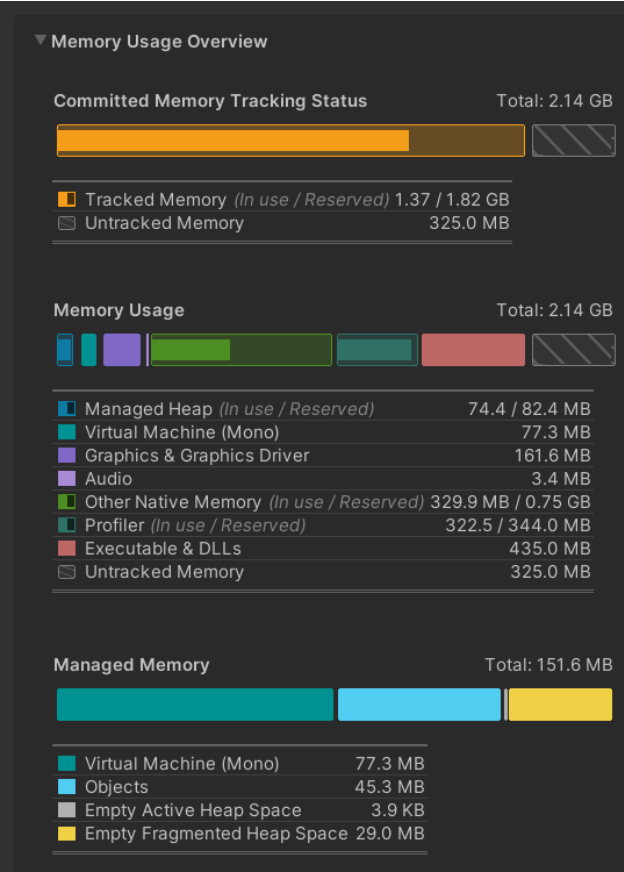 Memory Usage Overview
Committed Memory Tracking Status Total: 2.14 GB
Tracked Memory (In use / Reserved) 1.37 / 1.82 GB
Untracked Memory 325.0 MB
Memory Usage Total: 2.14 GB
Managed Heap (In use / Reserved) 74.4 / 82.4 MB
Virtual Machine (Mono) 77.3 MB
Graphics & Graphics Driver 161.6 MB
Audio 3.4 MB
Other Native Memory (In use / Reserved) 329.9 MB / 0.75 GB
Profiler (In use / Reserved) 322.5 / 344.0 MB
Executable & DLLs 435.0 MB
Untracked Memory 325.0 MB
Managed Memory Total: 151.6 MB
Virtual Machine (Mono) 77.3 MB
Objects 45.3 MB
Empty Active Heap Space 3.9 KB
Empty Fragmented Heap Space 29.0 MB